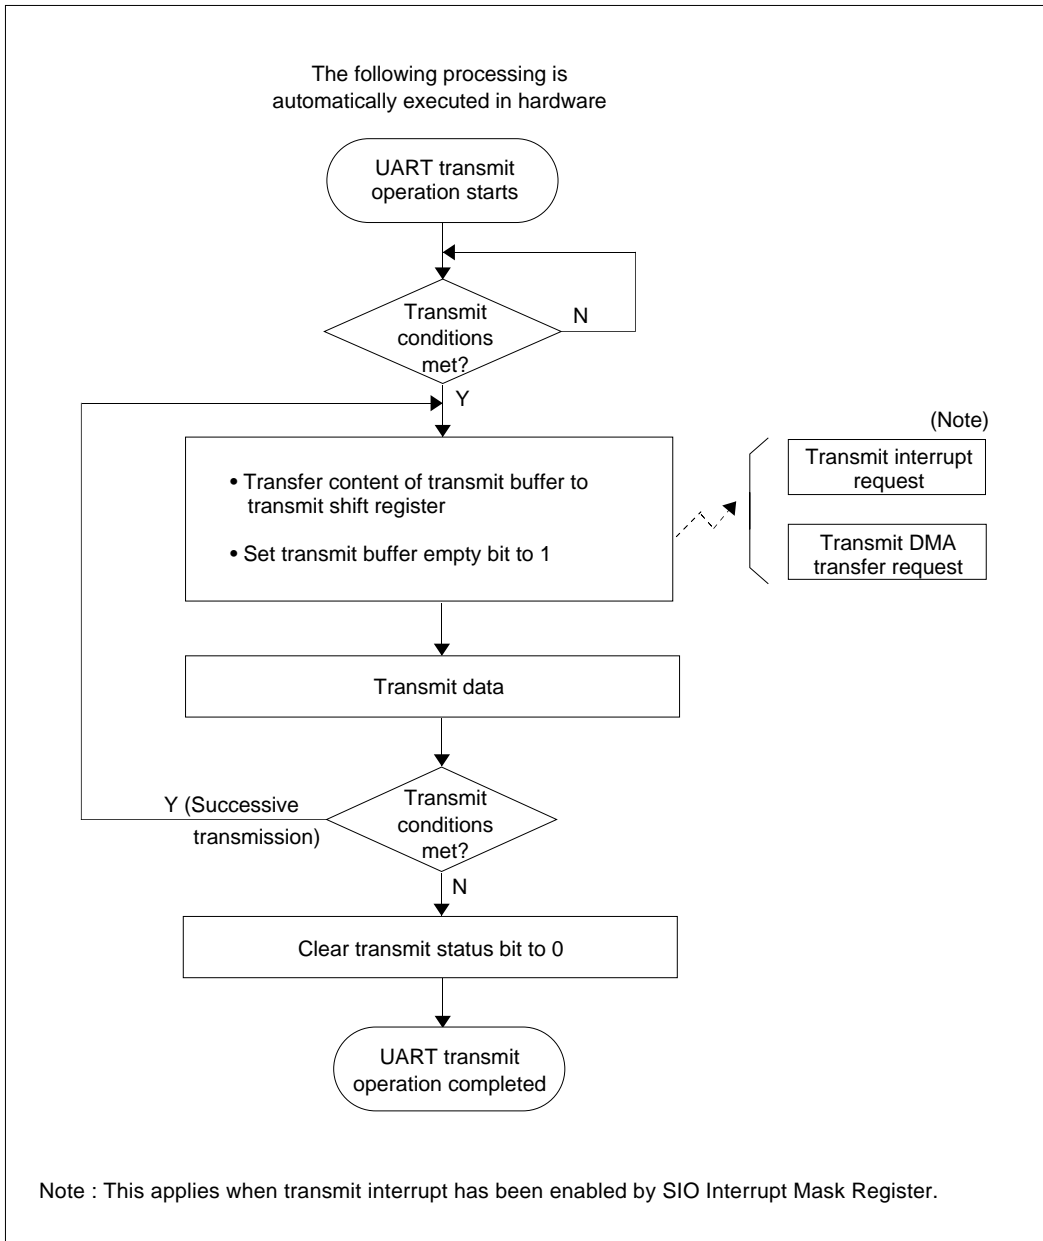 The following processing is
automatically executed in hardware
UART transmit
operation starts
Transmit
conditions
met?
N
Y
• Transfer content of transmit buffer to
transmit shift register
• Set transmit buffer empty bit to 1
(Note)
Transmit interrupt
request
Transmit DMA
transfer request
Transmit data
Transmit
conditions
met?
Y (Successive
transmission)
N
Clear transmit status bit to 0
UART transmit
operation completed
Note : This applies when transmit interrupt has been enabled by SIO Interrupt Mask Register.